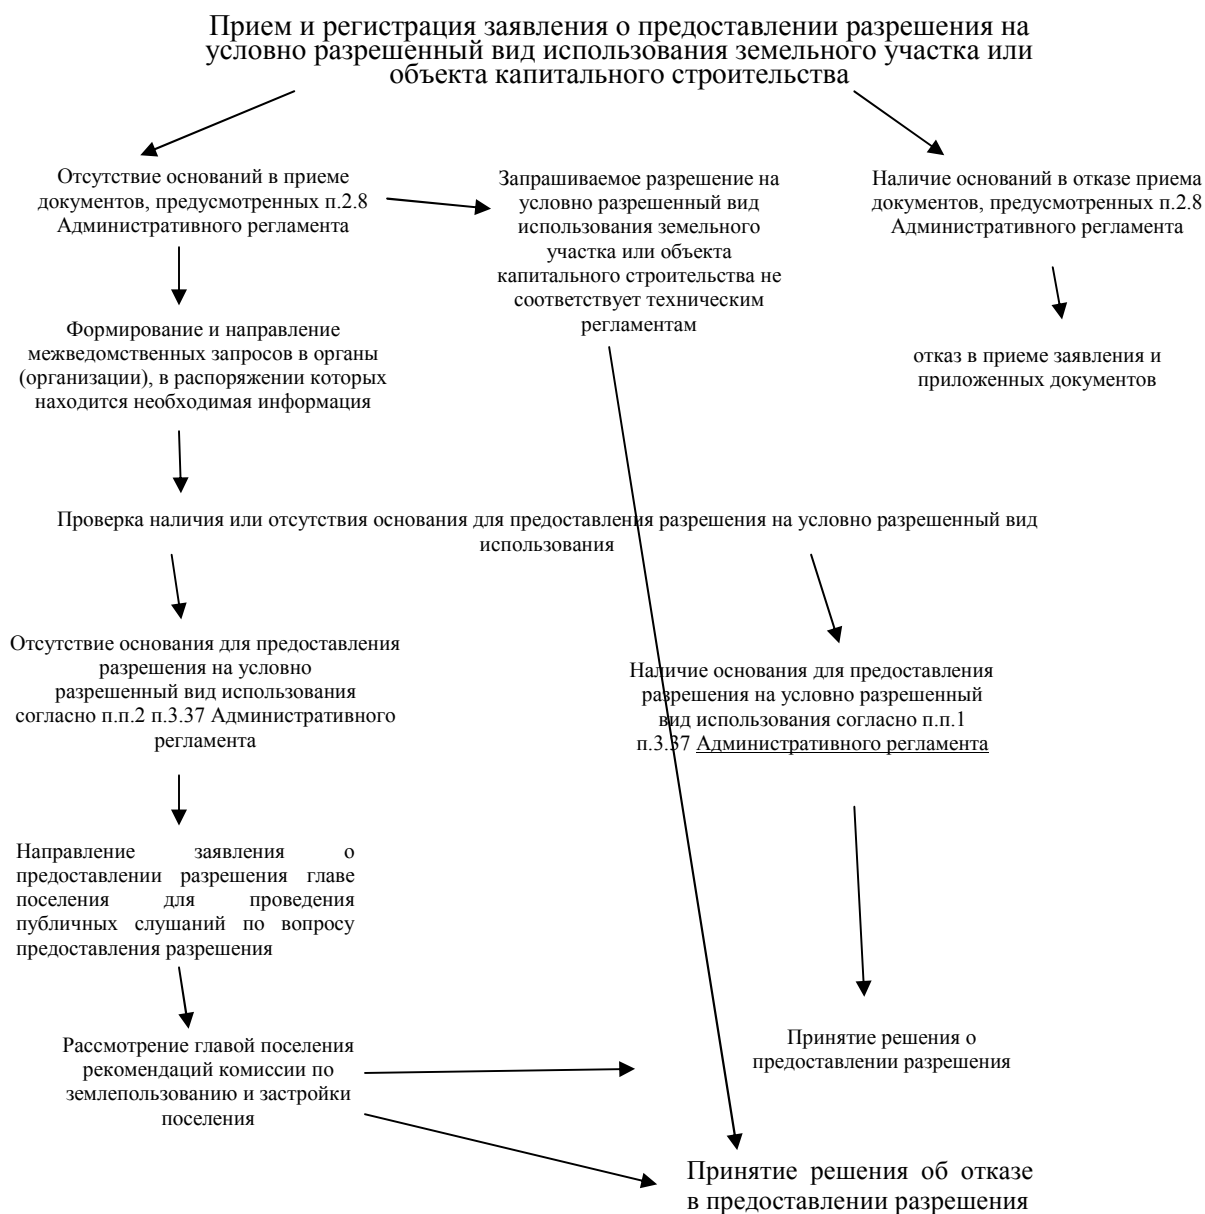 Прием и регистрация заявления о предоставлении разрешения на
условно разрешенный вид использования земельного участка или
объекта капитального строительства
Отсутствие оснований в приеме
документов, предусмотренных п.2.8
Административного регламента
Запрашиваемое разрешение на
условно разрешенный вид
использования земельного
участка или объекта
капитального строительства не
соответствует техническим
регламентам
Наличие оснований в отказе приема
документов, предусмотренных п.2.8
Административного регламента
Формирование и направление
межведомственных запросов в органы
(организации), в распоряжении которых
находится необходимая информация
отказ в приеме заявления и
приложенных документов
Проверка наличия или отсутствия основания для предоставления разрешения на условно разрешенный вид
использования
Отсутствие основания для предоставления
разрешения на условно
разрешенный вид использования
согласно п.п.2 п.3.37 Административного
регламента
Наличие основания для предоставления
разрешения на условно разрешенный
вид использования согласно п.п.1
п.3.37 Административного регламента
Направление заявления о
предоставлении разрешения главе
поселения для проведения
публичных слушаний по вопросу
предоставления разрешения
Рассмотрение главой поселения
рекомендаций комиссии по
землепользованию и застройки
поселения
Принятие решения о
предоставлении разрешения
Принятие решения об отказе
в предоставлении разрешения